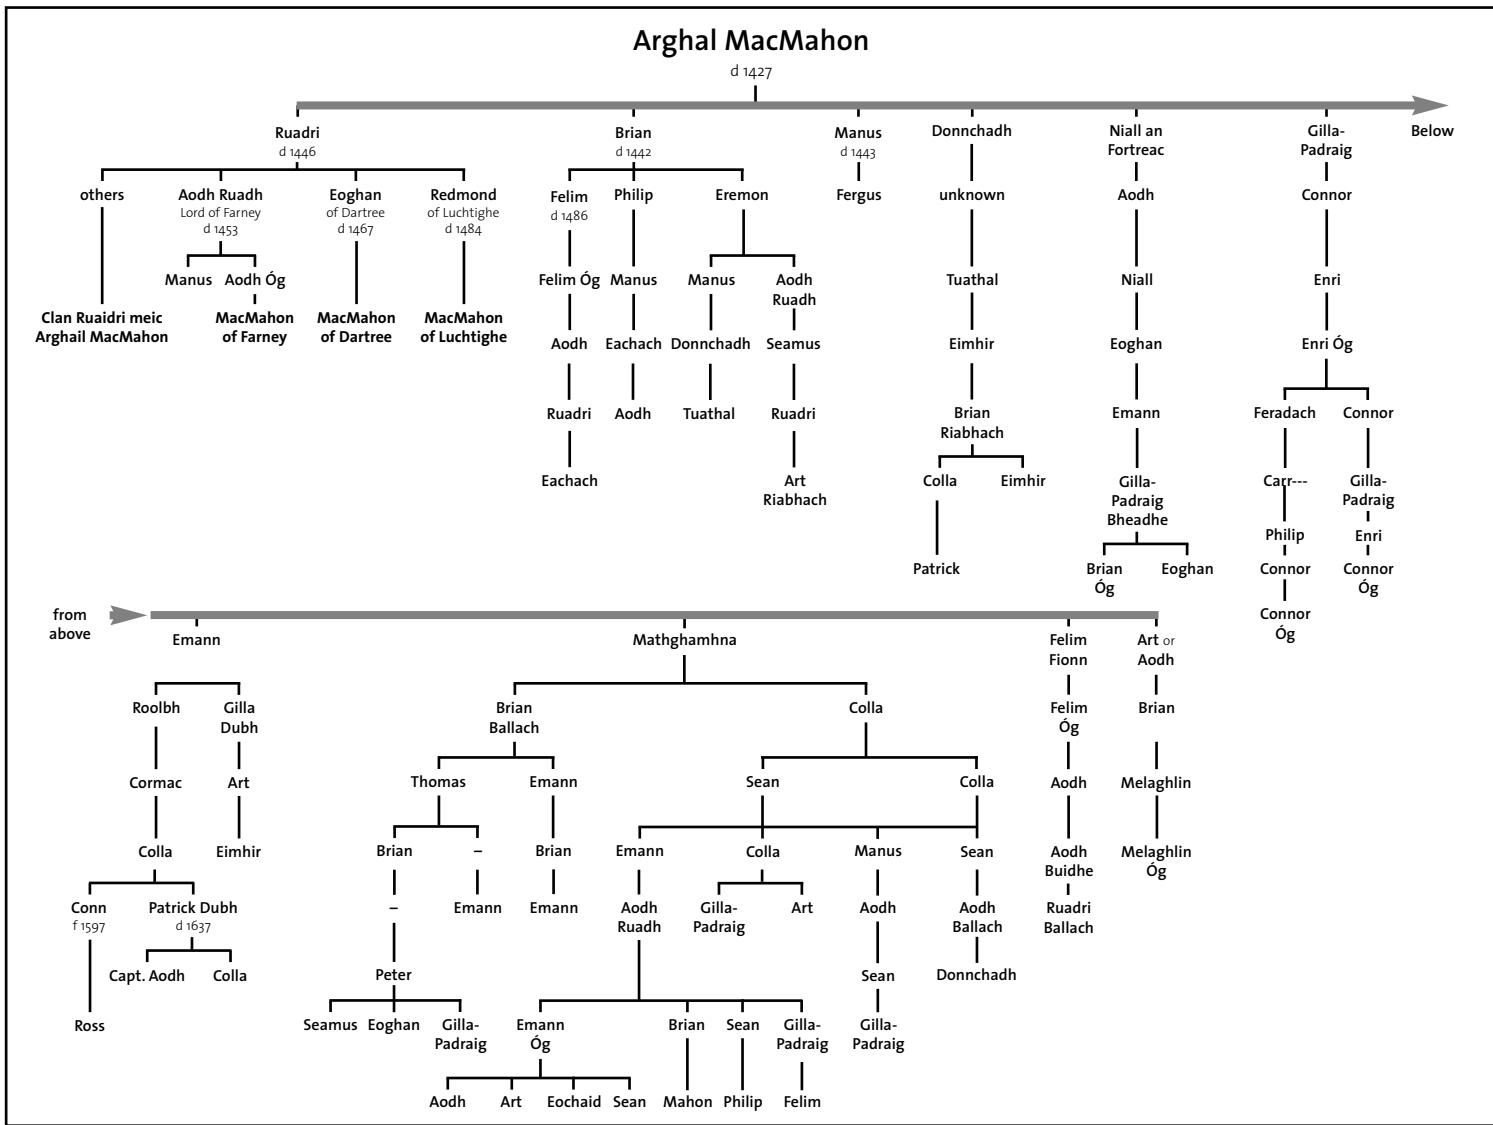 Arghal MacMahon
d 1427
Ruadri
d 1446
Brian
d 1442
Manus
d 1443
Donnchadh
Niall an
Fortreac
Gilla-
Padraig
Below
others
Aodh Ruadh
Lord of Farney
d 1453
Eoghan
of Dartree
d 1467
Redmond
of Luchtighe
d 1484
Felim
d 1486
Philip
Eremon
Fergus
unknown
Aodh
Connor
Manus
Aodh Óg
Felim Óg
Manus
Manus
Aodh
Ruadh
Tuathal
Niall
Enri
Clan Ruaidri meic
Arghail MacMahon
MacMahon
of Farney
MacMahon
of Dartree
MacMahon
of Luchtighe
Aodh
Eachach
Donnchadh
Seamus
Eimhir
Eoghan
Enri Óg
Ruadri
Aodh
Tuathal
Ruadri
Brian
Riabhach
Emann
Feradach
Connor
Eachach
Art
Riabhach
Colla
Eimhir
Gilla-
Padraig
Bheadhe
Carr---
Gilla-
Padraig
Philip
Enri
Patrick
Brian
Óg
Eoghan
Connor
Connor
Óg
Connor
Óg
from
above
Emann
Mathghamhna
Felim
Fionn
Art or
Aodh
Roolbh
Gilla
Dubh
Brian
Ballach
Colla
Felim
Óg
Brian
Cormac
Art
Thomas
Emann
Sean
Colla
Aodh
Melaghlin
Colla
Eimhir
Brian
–
Brian
Emann
Colla
Manus
Sean
Aodh
Buidhe
Melaghlin
Óg
Conn
f 1597
Patrick Dubh
d 1637
–
Emann
Emann
Aodh
Ruadh
Gilla-
Padraig
Art
Aodh
Aodh
Ballach
Ruadri
Ballach
Capt. Aodh
Colla
Peter
Sean
Donnchadh
Ross
Seamus
Eoghan
Gilla-
Padraig
Emann
Óg
Brian
Sean
Gilla-
Padraig
Gilla-
Padraig
Aodh
Art
Eochaid
Sean
Mahon
Philip
Felim